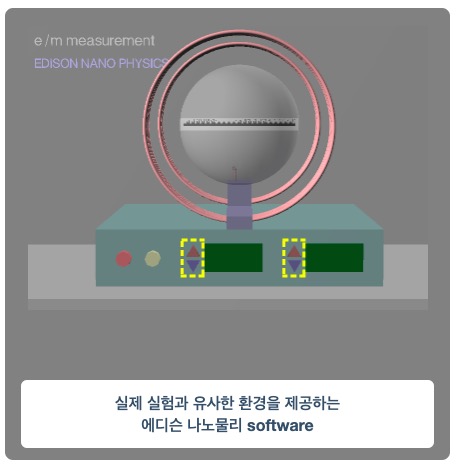 e/m measurement
EDISON NANO PHYSICS
실제 실험과 유사한 환경을 제공하는
에디슨 나노물리 software